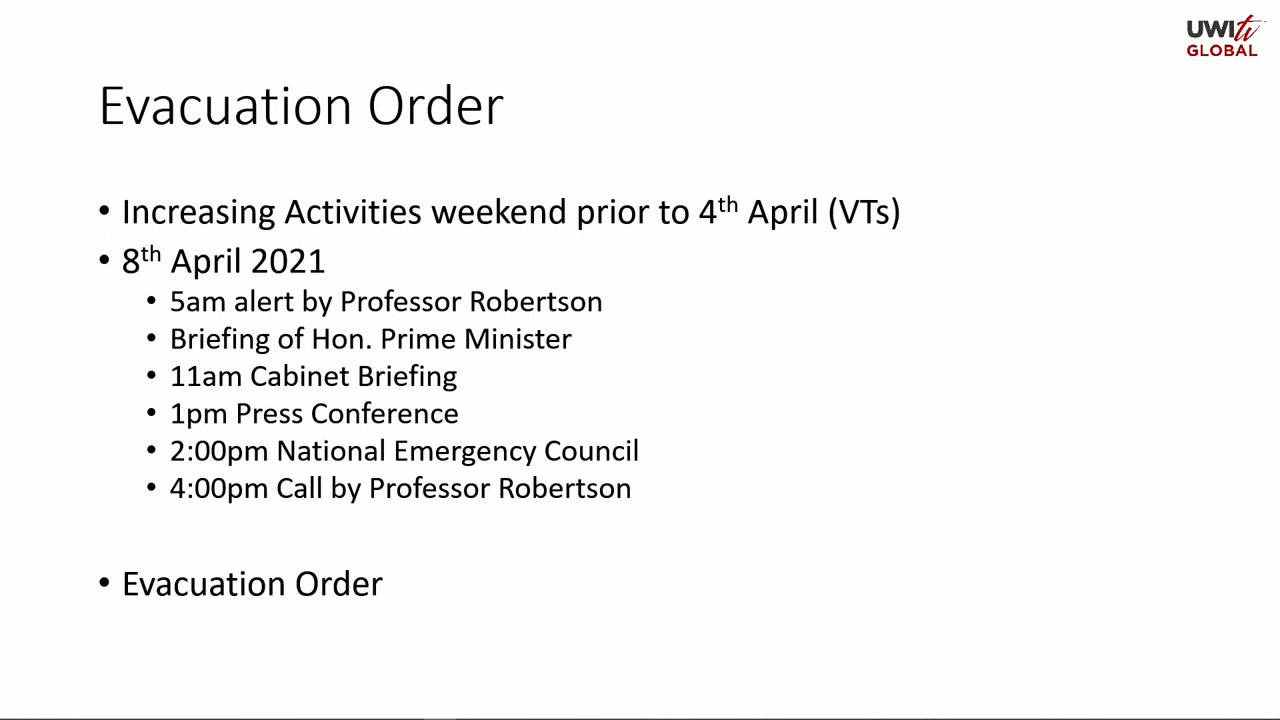 UWItv
GLOBAL
Evacuation Order
• Increasing Activities weekend prior to 4th April (VTs)
• 8th April 2021
• 5am alert by Professor Robertson
• Briefing of Hon. Prime Minister
• 11am Cabinet Briefing
• 1pm Press Conference
• 2:00pm National Emergency Council
• 4:00pm Call by Professor Robertson
• Evacuation Order